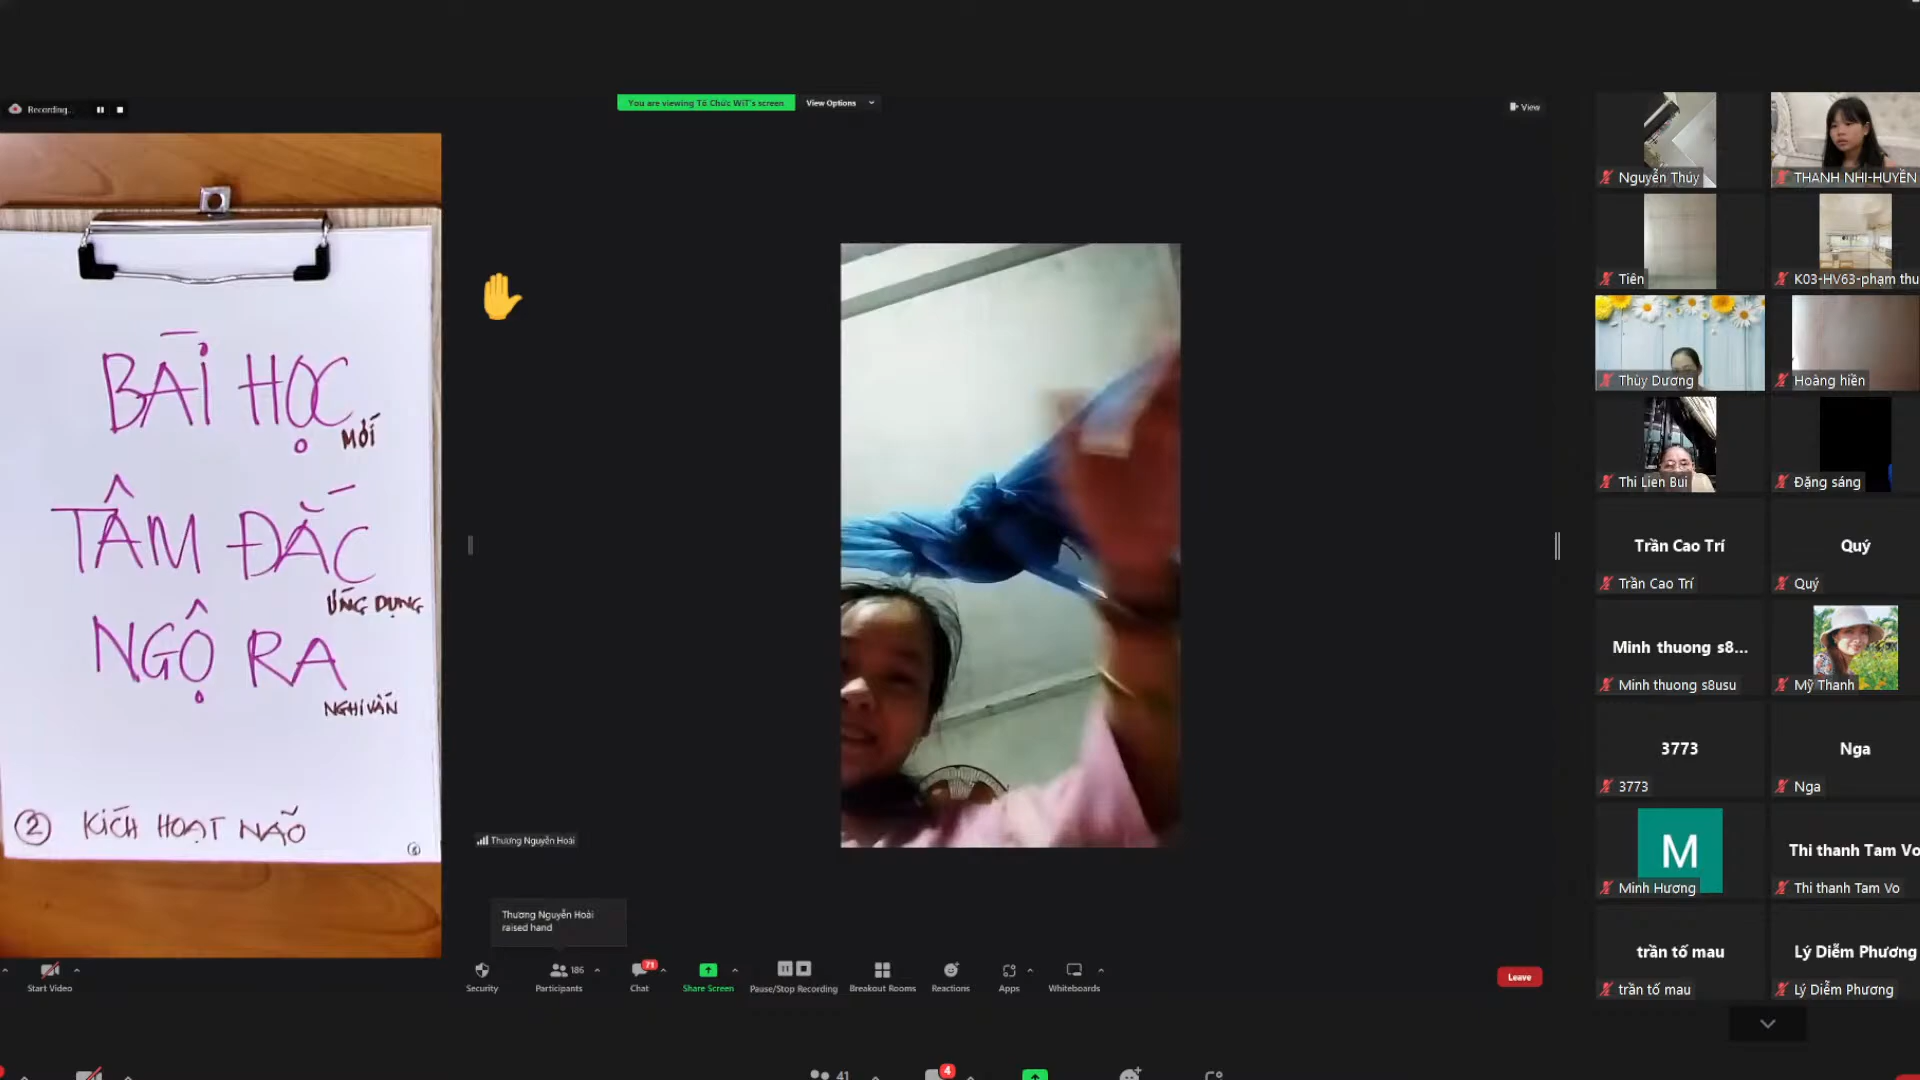 Recording...
You are viewing Tổ Chức WIT's screen
View Options
View
BÀI HỌC
MỚI
TÂM ĐẮC
ỨNG DỤNG
NGỘ RA
NGHI VẤN
2 KÍCH HOẠT NÃO
Thương Nguyễn Hoài
Thương Nguyễn Hoài
raised hand
Start Video
Security
186
Participants
71
Chat
Share Screen
Pause/Stop Recording
Breakout Rooms
Reactions
Apps
Whiteboards
Leave
Nguyễn Thúy
THANH NHI-HUYỀN
Tiên
K03-HV63-phạm thu
Thùy Dương
Hoàng hiền
Thi Lien Bui
Đặng sáng
Trần Cao Trí
Trần Cao Trí
Quý
Quý
Minh thuong s8...
Minh thuong s8usu
Mỹ Thanh
3773
3773
Nga
Nga
M
Minh Hương
Thi thanh Tam Vo
Thi thanh Tam Vo
trần tố mau
trần tố mau
Lý Diễm Phương
Lý Diễm Phương
41
4